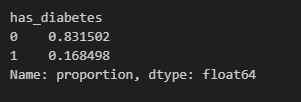 has_diabetes
0    0.831502
1    0.168498
Name: proportion, dtype: float64